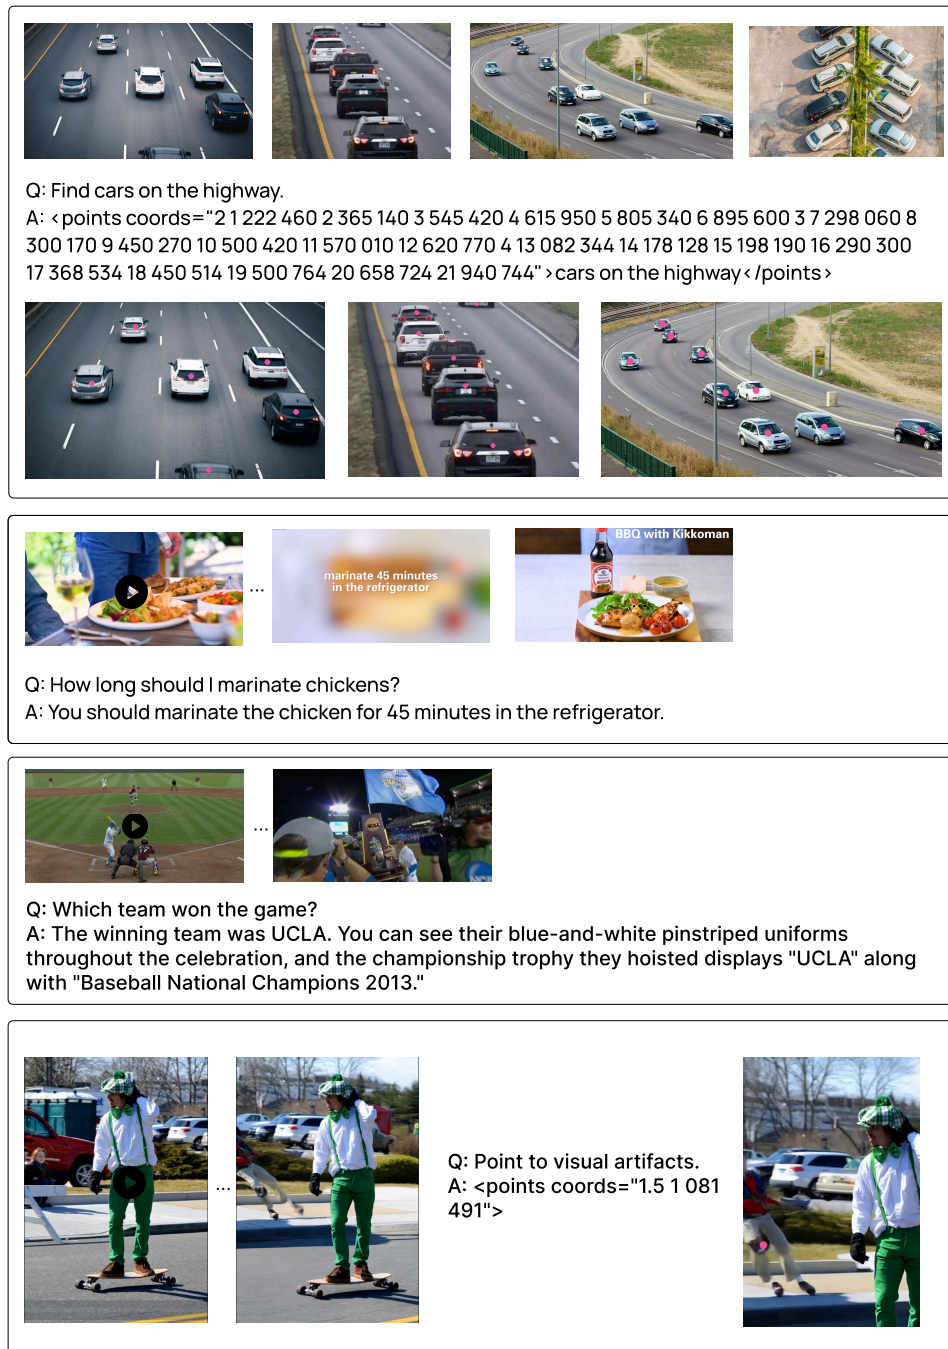 Q: Find cars on the highway.
A: <points coords="2 1 222 460 2 365 140 3 545 420 4 615 950 5 805 340 6 895 600 3 7 298 060 8
300 170 9 450 270 10 500 420 11 570 010 12 620 770 4 13 082 344 14 178 128 15 198 190 16 290 300
17 368 534 18 450 514 19 500 764 20 658 724 21 940 744">cars on the highway</points>
...
marinate 45 minutes
in the refrigerator
BBQ with Kikkoman
Q: How long should I marinate chickens?
A: You should marinate the chicken for 45 minutes in the refrigerator.
...
Q: Which team won the game?
A: The winning team was UCLA. You can see their blue-and-white pinstriped uniforms
throughout the celebration, and the championship trophy they hoisted displays "UCLA" along
with "Baseball National Champions 2013."
...
Q: Point to visual artifacts.
A: <points coords="1.5 1 081
491">